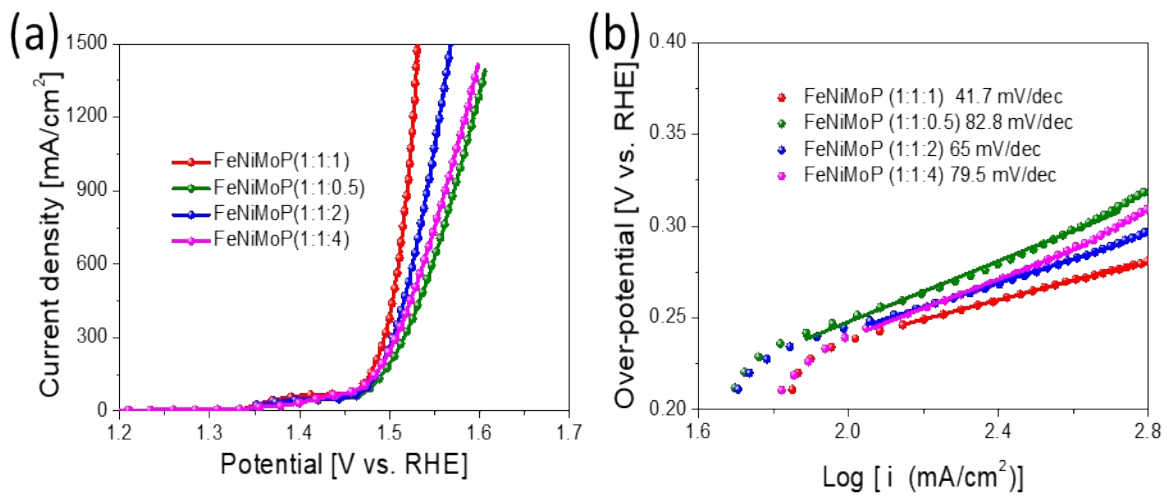 (a)
1500
1200
900
600
300
0
Current density [mA/cm²]
FeNiMoP(1:1:1)
FeNiMoP(1:1:0.5)
FeNiMoP(1:1:2)
FeNiMoP(1:1:4)
1.2 1.3 1.4 1.5 1.6 1.7
Potential [V vs. RHE]
(b)
0.40
0.35
0.30
0.25
0.20
Over-potential [V vs. RHE)
FeNiMoP (1:1:1) 41.7 mV/dec
FeNiMoP (1:1:0.5) 82.8 mV/dec
FeNiMoP (1:1:2) 65 mV/dec
FeNiMoP (1:1:4) 79.5 mV/dec
1.6 2.0 2.4 2.8
Log [ i (mA/cm²)]